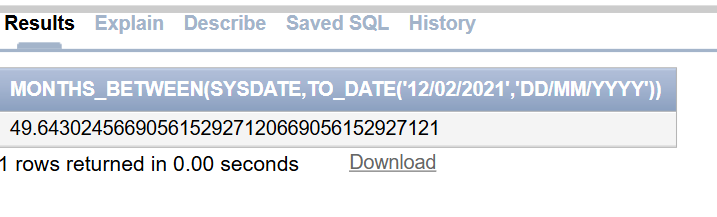 Results Explain Describe Saved SQL History
MONTHS_BETWEEN(SYSDATE,TO_DATE('12/02/2021','DD/MM/YYYY'))
49.6430245669056152927120669056152927121
1 rows returned in 0.00 seconds Download